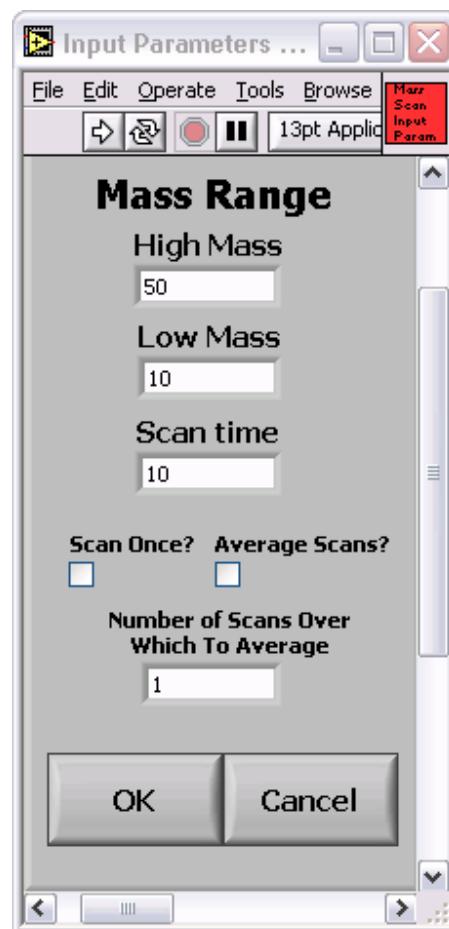 Input Parameters ...
File Edit Operate Tools Browse
Mass
Scan
Input
Param
13pt Applic
Mass Range
High Mass
50
Low Mass
10
Scan time
10
Scan Once? Average Scans?
Number of Scans Over
Which To Average
1
OK Cancel